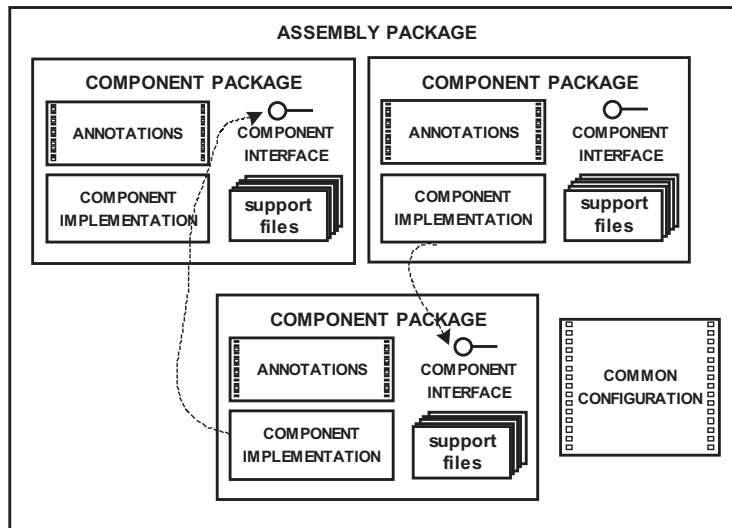 ASSEMBLY PACKAGE
COMPONENT PACKAGE
ANNOTATIONS
COMPONENT
INTERFACE
COMPONENT
IMPLEMENTATION
support
files
COMPONENT PACKAGE
ANNOTATIONS
COMPONENT
INTERFACE
COMPONENT
IMPLEMENTATION
support
files
COMPONENT PACKAGE
ANNOTATIONS
COMPONENT
INTERFACE
COMPONENT
IMPLEMENTATION
support
files
COMMON
CONFIGURATION